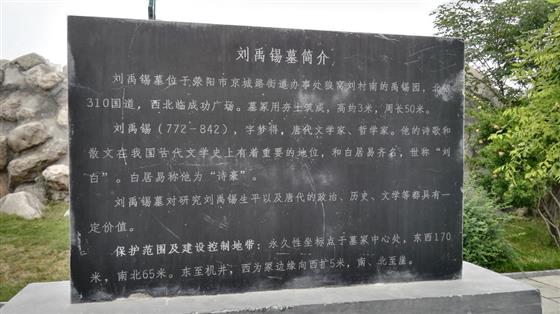 刘禹锡墓简介
刘禹锡墓位于荥阳市京城路街道办事处狼窝刘村南的禹锡园，北
310国道，西北临成功广场。墓冢用夯土筑成，高约3米，周长50米。
刘禹锡（772-842），字梦得，唐代文学家、哲学家。他的诗歌和
散文在我国古代文学史上有着重要的地位，和白居易齐名，世称“刘
白”。白居易称他为“诗豪”。
刘禹锡墓对研究刘禹锡生平以及唐代的政治、历史、文学等都具有一
定价值。
保护范围及建设控制地带：永久性坐标点于墓冢中心处，东西170
米，南北65米。东至机井，西为冢边缘向西扩5米，南、北至崖。